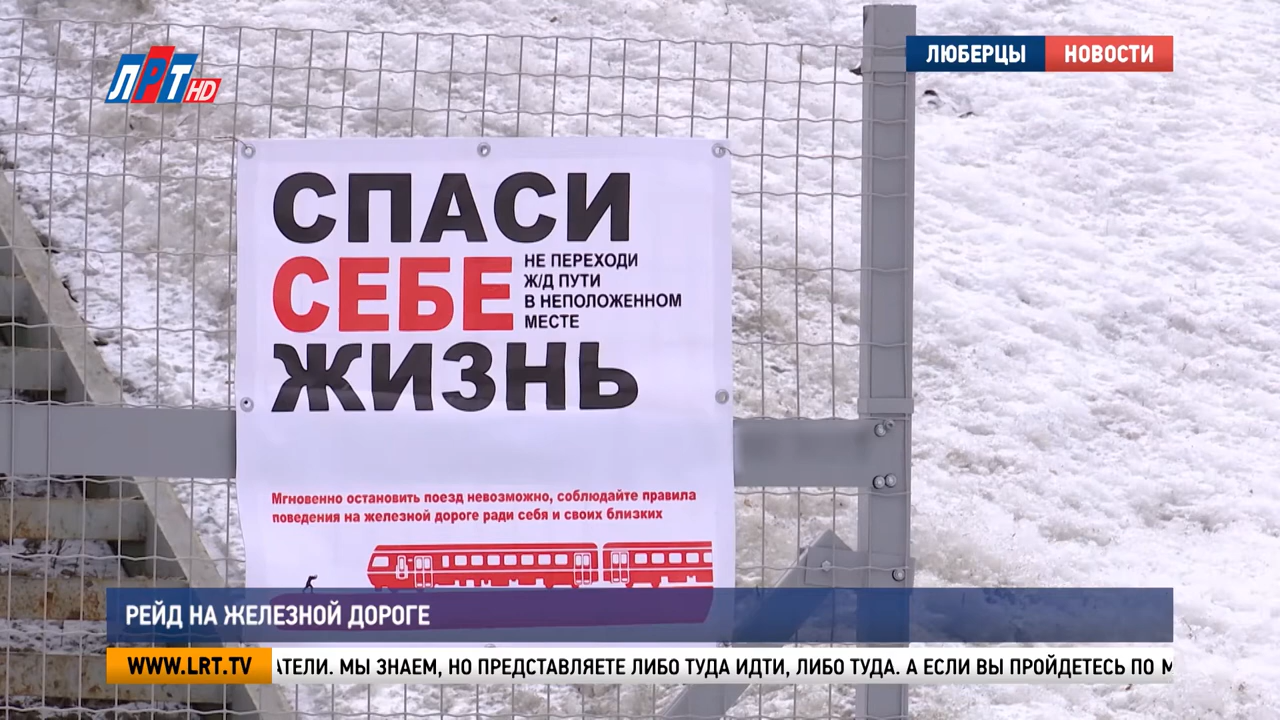 ЛРТ HD
ЛЮБЕРЦЫ НОВОСТИ
СПАСИ
СЕБЕ
НЕ ПЕРЕХОДИ
Ж/Д ПУТИ
В НЕПОЛОЖЕННОМ
МЕСТЕ
ЖИЗНЬ
Мгновенно остановить поезд невозможно, соблюдайте правила
поведения на железной дороге ради себя и своих близких
РЕЙД НА ЖЕЛЕЗНОЙ ДОРОГЕ
WWW.LRT.TV АТЕЛИ. МЫ ЗНАЕМ, НО ПРЕДСТАВЛЯЕТЕ ЛИБО ТУДА ИДТИ, ЛИБО ТУДА. А ЕСЛИ ВЫ ПРОЙДЕТЕСЬ ПО М